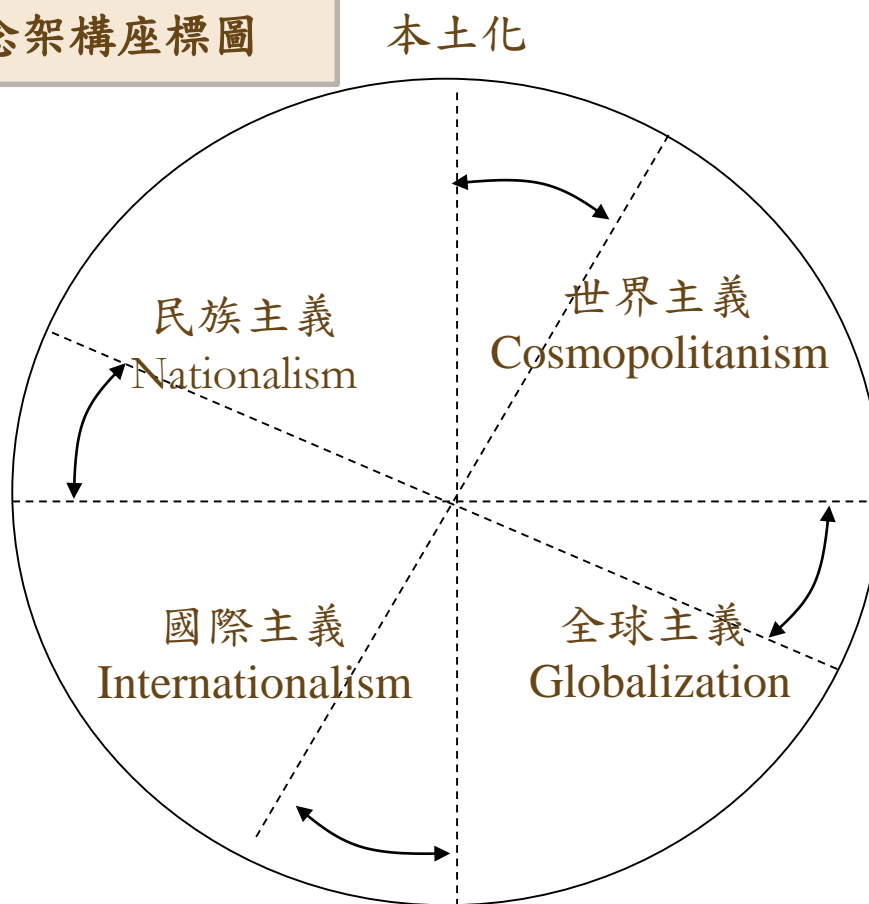 念架構座標圖
本土化
民族主義
Nationalism
世界主義
Cosmopolitanism
國際主義
Internationalism
全球主義
Globalization